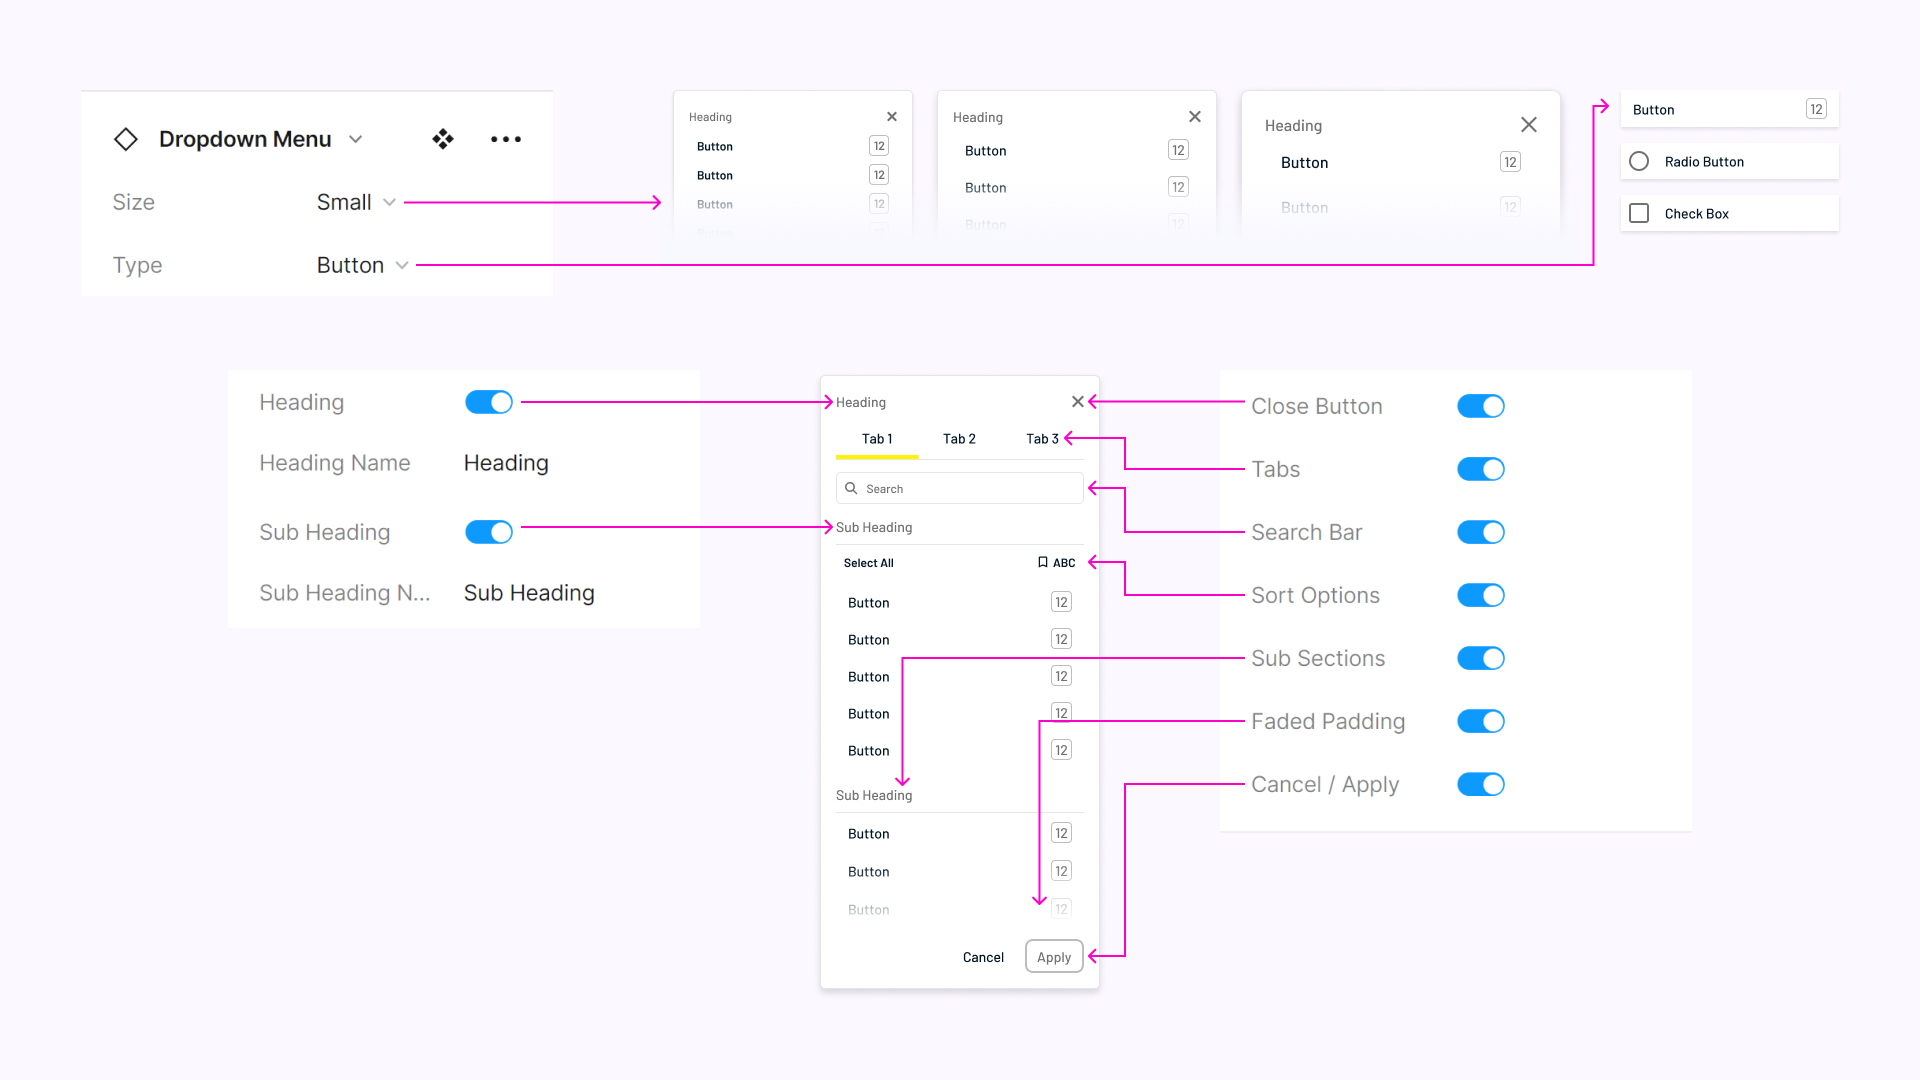 Dropdown Menu
Size Small
Type Button
Heading
Button 12
Button 12
Button 12
Button
Heading
Button 12
Button 12
Button 12
Heading
Button 12
Button 12
Button 12
Radio Button
Check Box
Heading
Heading Name Heading
Sub Heading
Sub Heading N... Sub Heading
Heading
Tab 1 Tab 2 Tab 3
Search
Sub Heading
Select All ABC
Button 12
Button 12
Button 12
Button 12
Button 12
Sub Heading
Button 12
Button 12
Button 12
Cancel Apply
Close Button
Tabs
Search Bar
Sort Options
Sub Sections
Faded Padding
Cancel / Apply